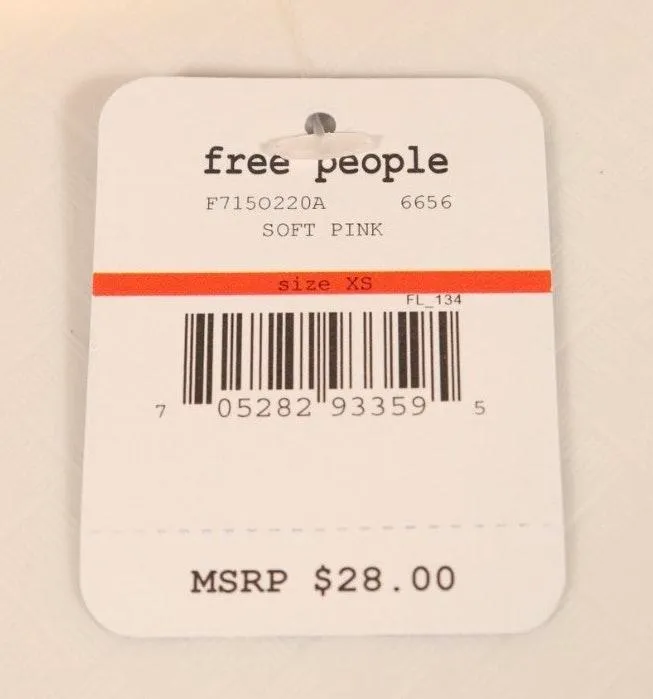 free people
F715O220A 6656
SOFT PINK
size XS
FL_134
7 05282 93359 5
MSRP $28.00